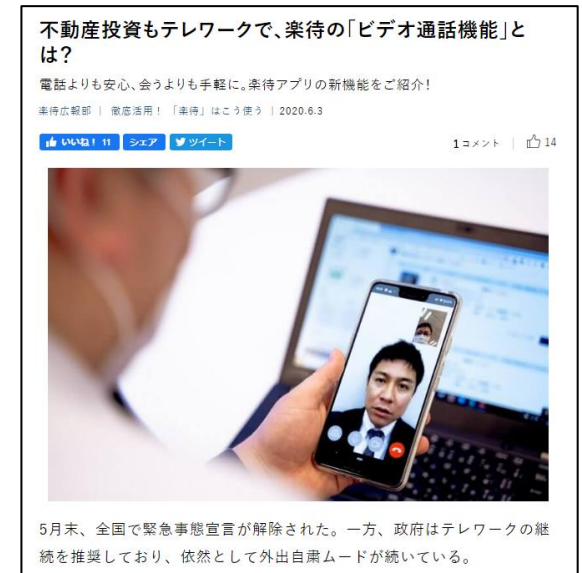 不動産投資もテレワークで、楽待の「ビデオ通話機能」と
は？
電話よりも安心、会うよりも手軽に。楽待アプリの新機能をご紹介！
楽待広報部 | 徹底活用！「楽待」はこう使う | 2020.6.3
いいね！ 11 シェア ツイート 1コメント | 14
5月末、全国で緊急事態宣言が解除された。一方、政府はテレワークの継
続を推奨しており、依然として外出自粛ムードが続いている。